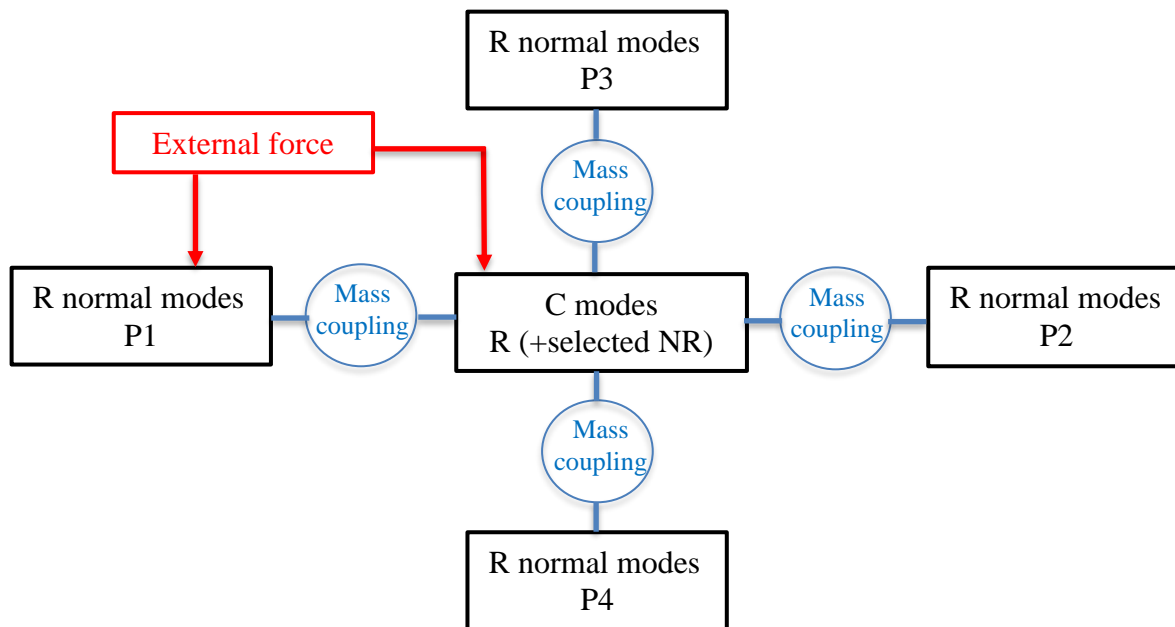 R normal modes
P3
External force
Mass
coupling
R normal modes
P1
Mass
coupling
C modes
R (+selected NR)
Mass
coupling
R normal modes
P2
Mass
coupling
R normal modes
P4